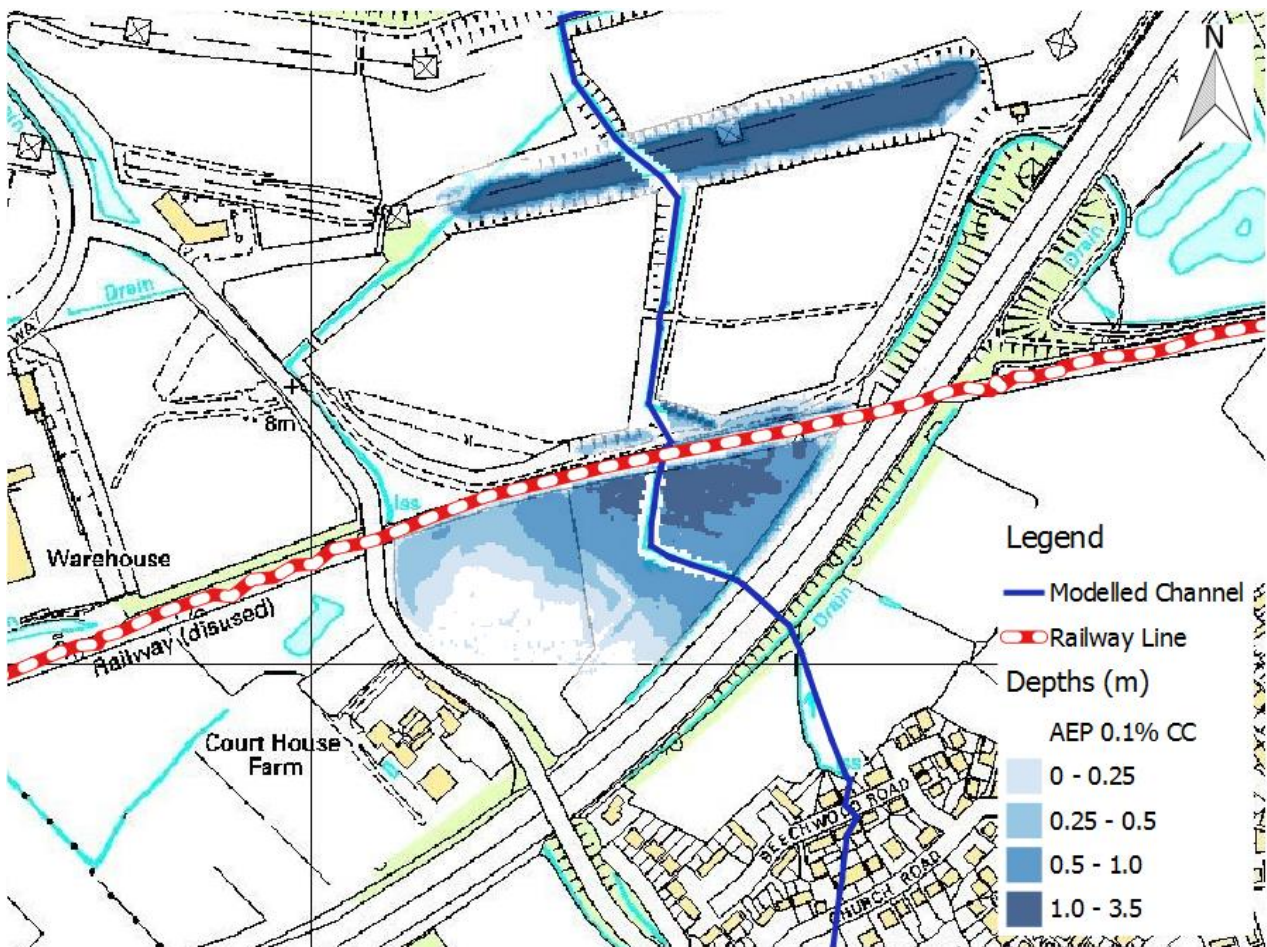 N
Drain
Drain
8m
Iss
Warehouse
Railway (disused)
Drain
Court House
Farm
BEECHWOOD ROAD
CHURCH ROAD
Legend
Modelled Channel
Railway Line
Depths (m)
AEP 0.1% CC
0 - 0.25
0.25 - 0.5
0.5 - 1.0
1.0 - 3.5